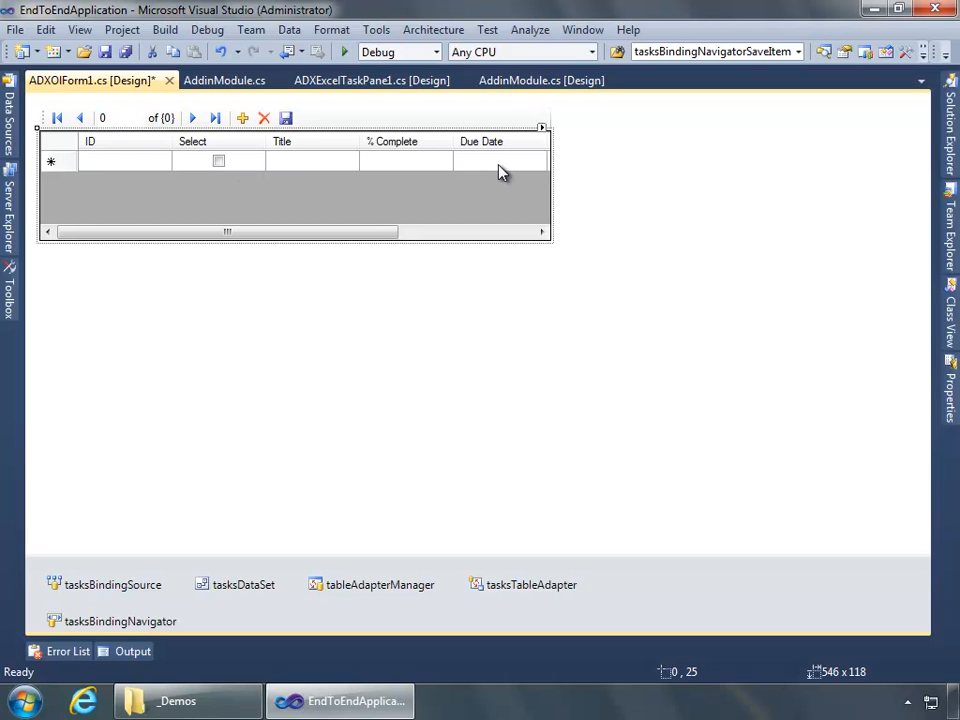 EndToEndApplication - Microsoft Visual Studio (Administrator)
File Edit View Project Build Debug Team Data Format Tools Architecture Test Analyze Window Help
Debug Any CPU tasksBindingNavigatorSaveItem
ADXOlForm1.cs [Design]* AddinModule.cs ADXExcelTaskPane1.cs [Design] AddinModule.cs [Design]
0 of {0}
ID Select Title % Complete Due Date
Data Sources
Server Explorer
Toolbox
Solution Explorer
Team Explorer
Class View
Properties
tasksBindingSource tasksDataSet tableAdapterManager tasksTableAdapter
tasksBindingNavigator
Error List Output
Ready 0 , 25 546 x 118
_Demos EndToEndApplica...